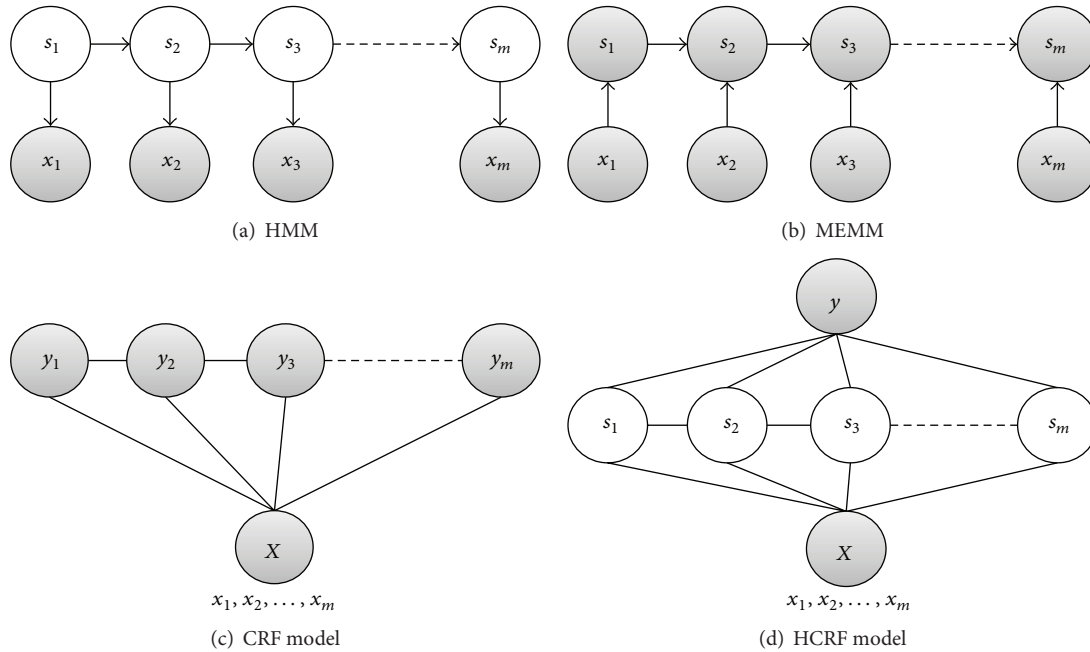 s₁ s₂ s₃ sₘ
x₁ x₂ x₃ xₘ
(a) HMM
s₁ s₂ s₃ sₘ
x₁ x₂ x₃ xₘ
(b) MEMM
y₁ y₂ y₃ yₘ
X
x₁, x₂, . . . , xₘ
(c) CRF model
y
s₁ s₂ s₃ sₘ
X
x₁, x₂, . . . , xₘ
(d) HCRF model